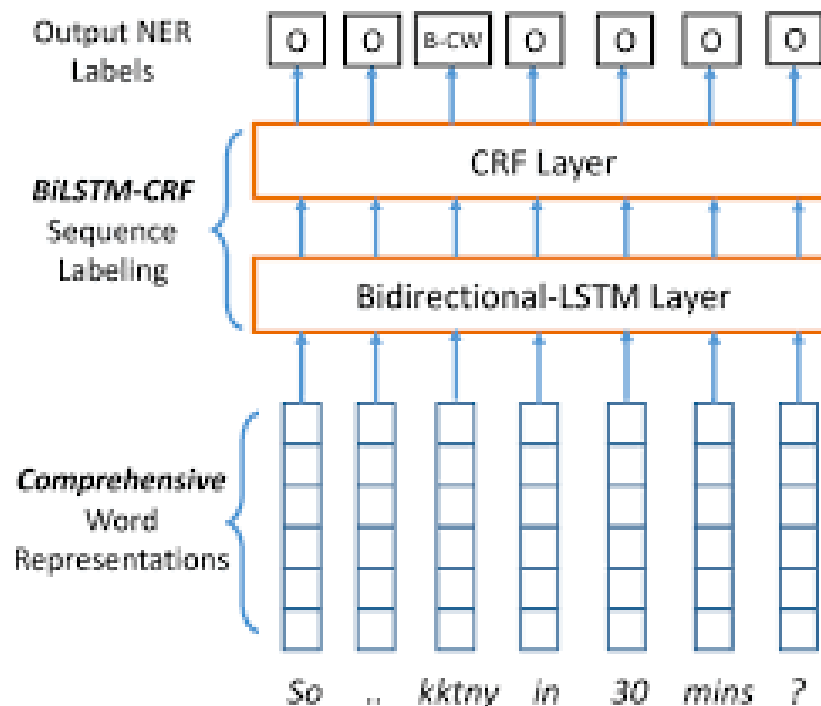 Output NER
Labels
O O B-CW O O O O
CRF Layer
BiLSTM-CRF
Sequence
Labeling
Bidirectional-LSTM Layer
Comprehensive
Word
Representations
So .. kktny in 30 mins ?